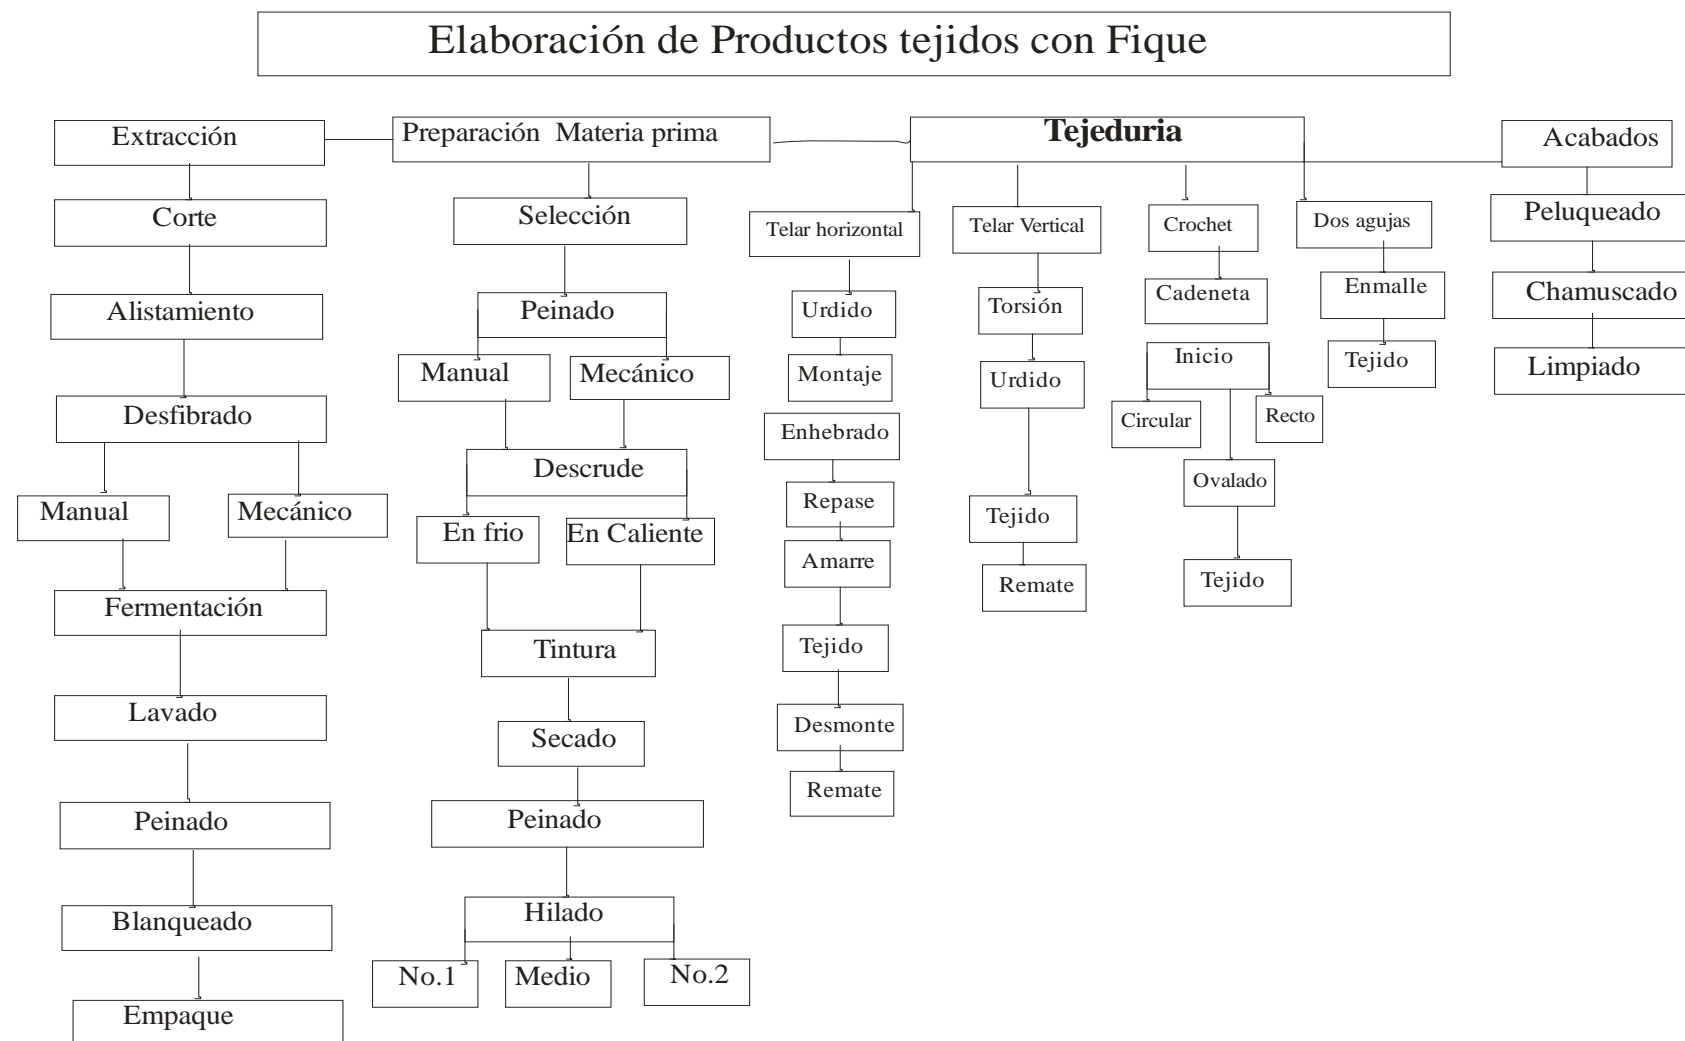 Elaboración de Productos tejidos con Fique
Extracción
Corte
Alistamiento
Desfibrado
Manual
Mecánico
Fermentación
Lavado
Peinado
Blanqueado
Empaque
Preparación Materia prima
Selección
Peinado
Manual
Mecánico
Descrude
En frio
En Caliente
Tintura
Secado
Peinado
Hilado
No.1
Medio
No.2
Tejeduria
Telar horizontal
Urdido
Montaje
Enhebrado
Repase
Amarre
Tejido
Desmonte
Remate
Telar Vertical
Torsión
Urdido
Tejido
Remate
Crochet
Cadeneta
Inicio
Circular
Recto
Ovalado
Tejido
Dos agujas
Enmalle
Tejido
Acabados
Peluqueado
Chamuscado
Limpiado